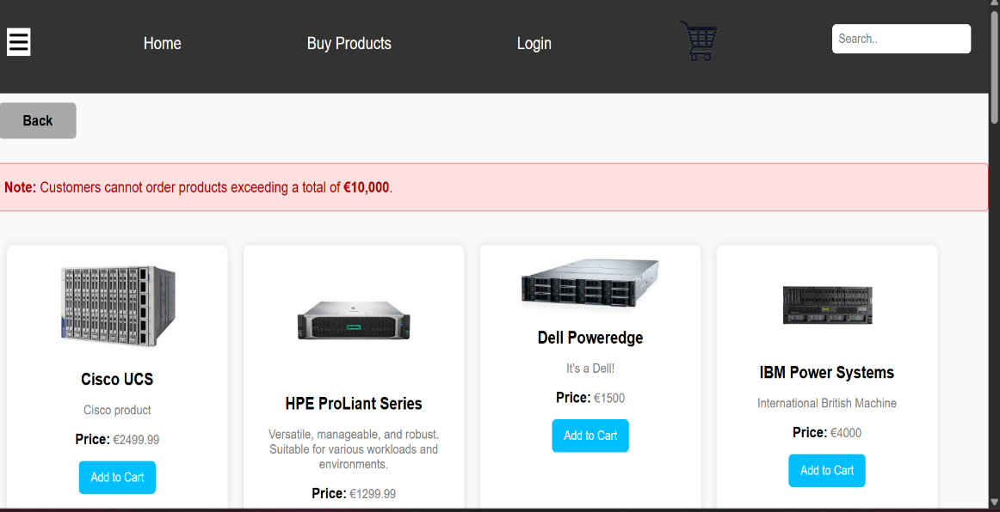 Home
Buy Products
Login
Search..
Back
Note: Customers cannot order products exceeding a total of €10,000.
Cisco UCS
Cisco product
Price: €2499.99
Add to Cart
HPE ProLiant Series
Versatile, manageable, and robust.
Suitable for various workloads and
environments.
Price: €1299.99
Dell Poweredge
It's a Dell!
Price: €1500
Add to Cart
IBM Power Systems
International British Machine
Price: €4000
Add to Cart